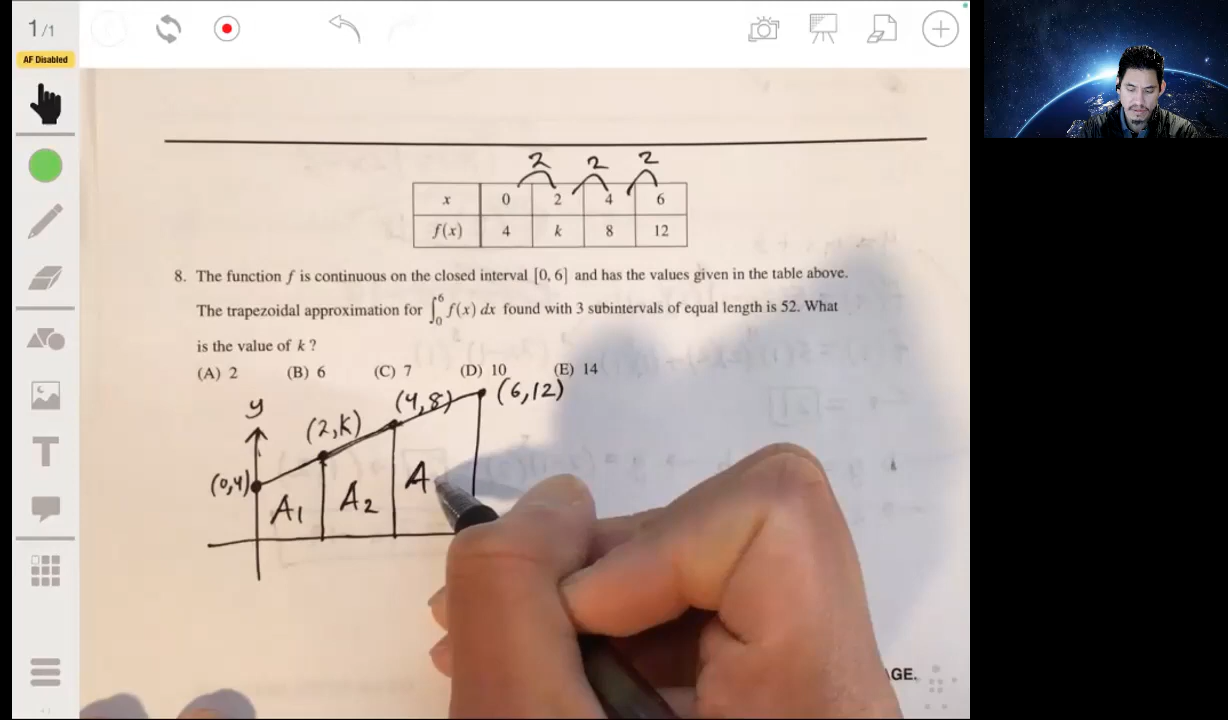 1/1
AF Disabled
2 2 2
x 0 2 4 6
f(x) 4 k 8 12
8. The function f is continuous on the closed interval [0, 6] and has the values given in the table above.
The trapezoidal approximation for ∫₀⁶ f(x) dx found with 3 subintervals of equal length is 52. What
is the value of k ?
(A) 2 (B) 6 (C) 7 (D) 10 (E) 14
y
(2,k) (4,8) (6,12)
(0,4)
A1 A2 A
T
GE.